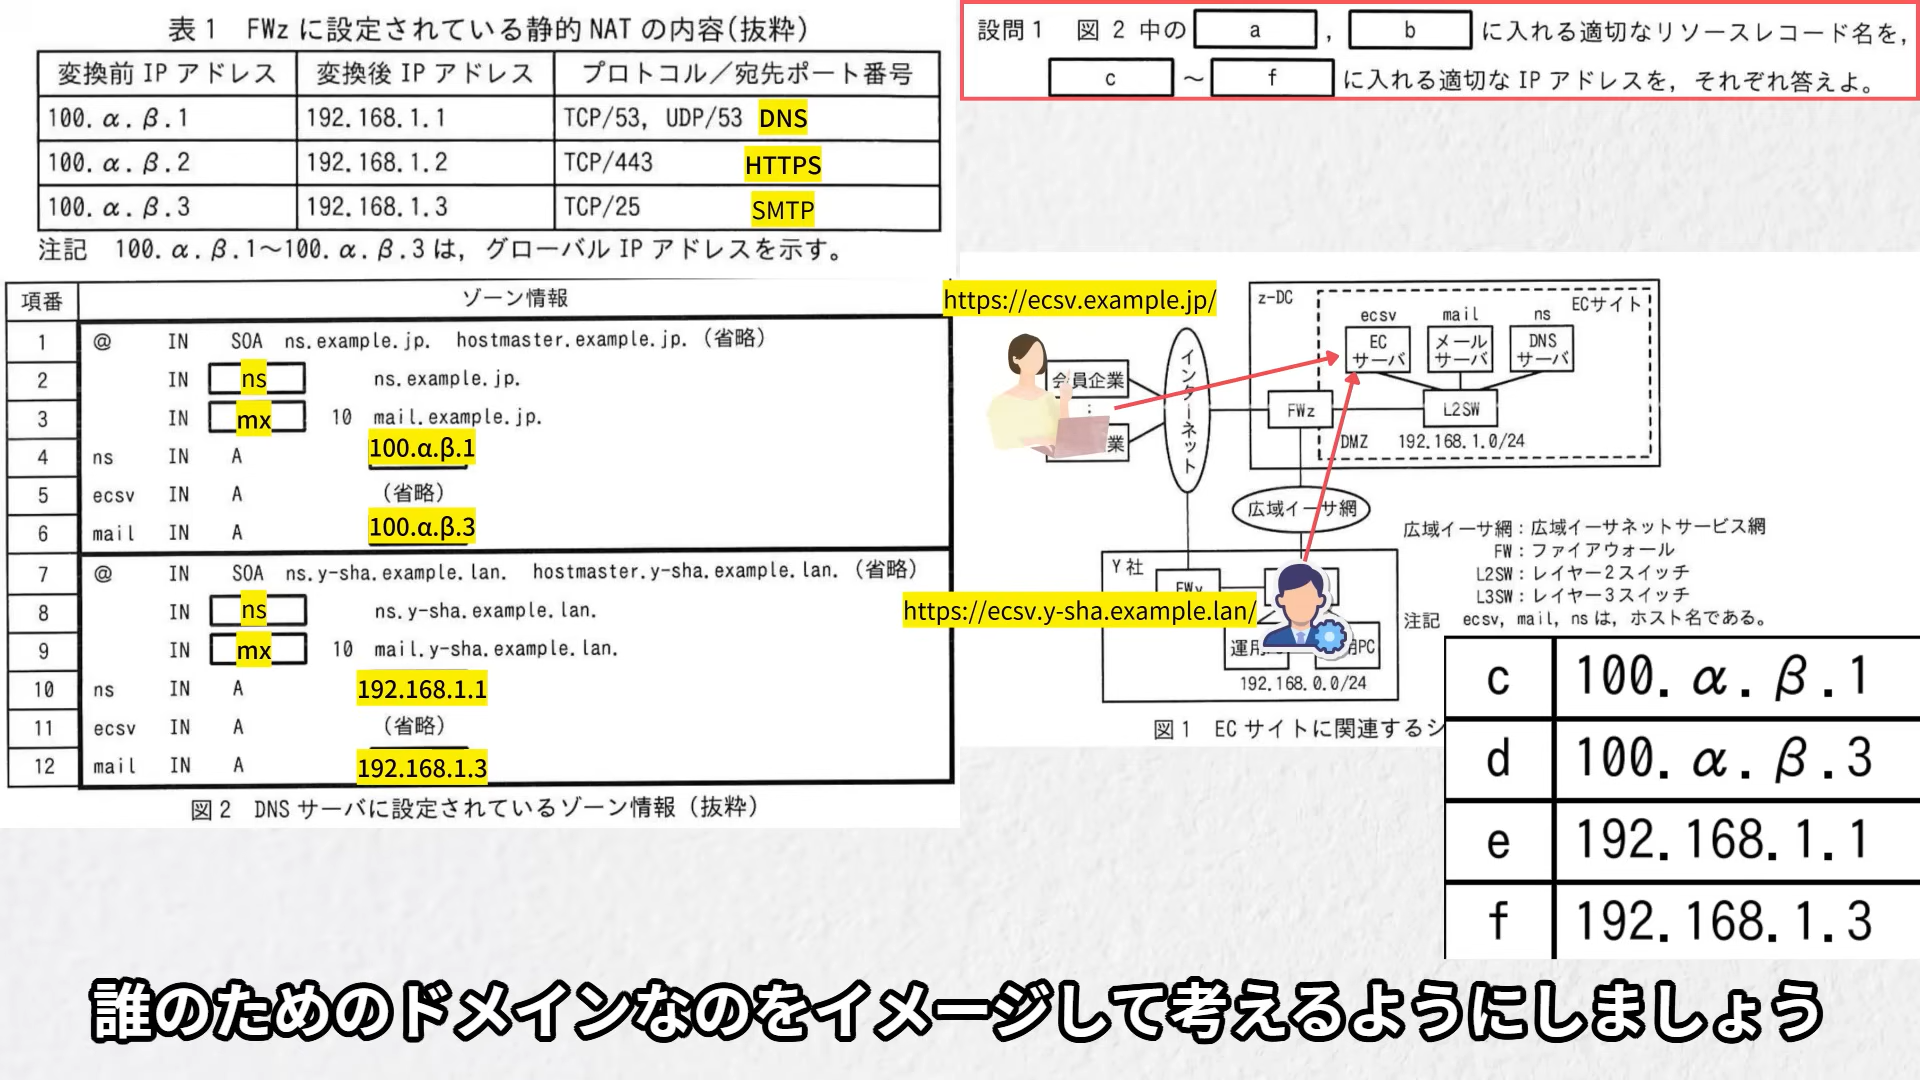 表1 FWzに設定されている静的NATの内容(抜粋)
変換前IPアドレス 変換後IPアドレス プロトコル／宛先ポート番号
100.α.β.1 192.168.1.1 TCP/53, UDP/53 DNS
100.α.β.2 192.168.1.2 TCP/443 HTTPS
100.α.β.3 192.168.1.3 TCP/25 SMTP
注記 100.α.β.1～100.α.β.3は，グローバルIPアドレスを示す。
項番 ゾーン情報
1 @ IN SOA ns.example.jp. hostmaster.example.jp.（省略）
2 IN ns ns.example.jp.
3 IN mx 10 mail.example.jp.
4 ns IN A 100.α.β.1
5 ecsv IN A （省略）
6 mail IN A 100.α.β.3
7 @ IN SOA ns.y-sha.example.lan. hostmaster.y-sha.example.lan.（省略）
8 IN ns ns.y-sha.example.lan.
9 IN mx 10 mail.y-sha.example.lan.
10 ns IN A 192.168.1.1
11 ecsv IN A （省略）
12 mail IN A 192.168.1.3
図2 DNSサーバに設定されているゾーン情報（抜粋）
設問1 図2中の a ， b に入れる適切なリソースレコード名を，
c ～ f に入れる適切なIPアドレスを，それぞれ答えよ。
https://ecsv.example.jp/
z-DC
ECサイト
ecsv mail ns
EC サーバ
メール サーバ
DNS サーバ
会員企業
:
業
インターネット
FWz
L2SW
DMZ 192.168.1.0/24
広域イーサ網
Y社
https://ecsv.y-sha.example.lan/
192.168.0.0/24
広域イーサ網：広域イーサネットサービス網
FW：ファイアウォール
L2SW：レイヤー2スイッチ
L3SW：レイヤー3スイッチ
注記 ecsv，mail，nsは，ホスト名である。
図1 ECサイトに関連するシ
c 100.α.β.1
d 100.α.β.3
e 192.168.1.1
f 192.168.1.3
誰のためのドメインなのをイメージして考えるようにしましょう